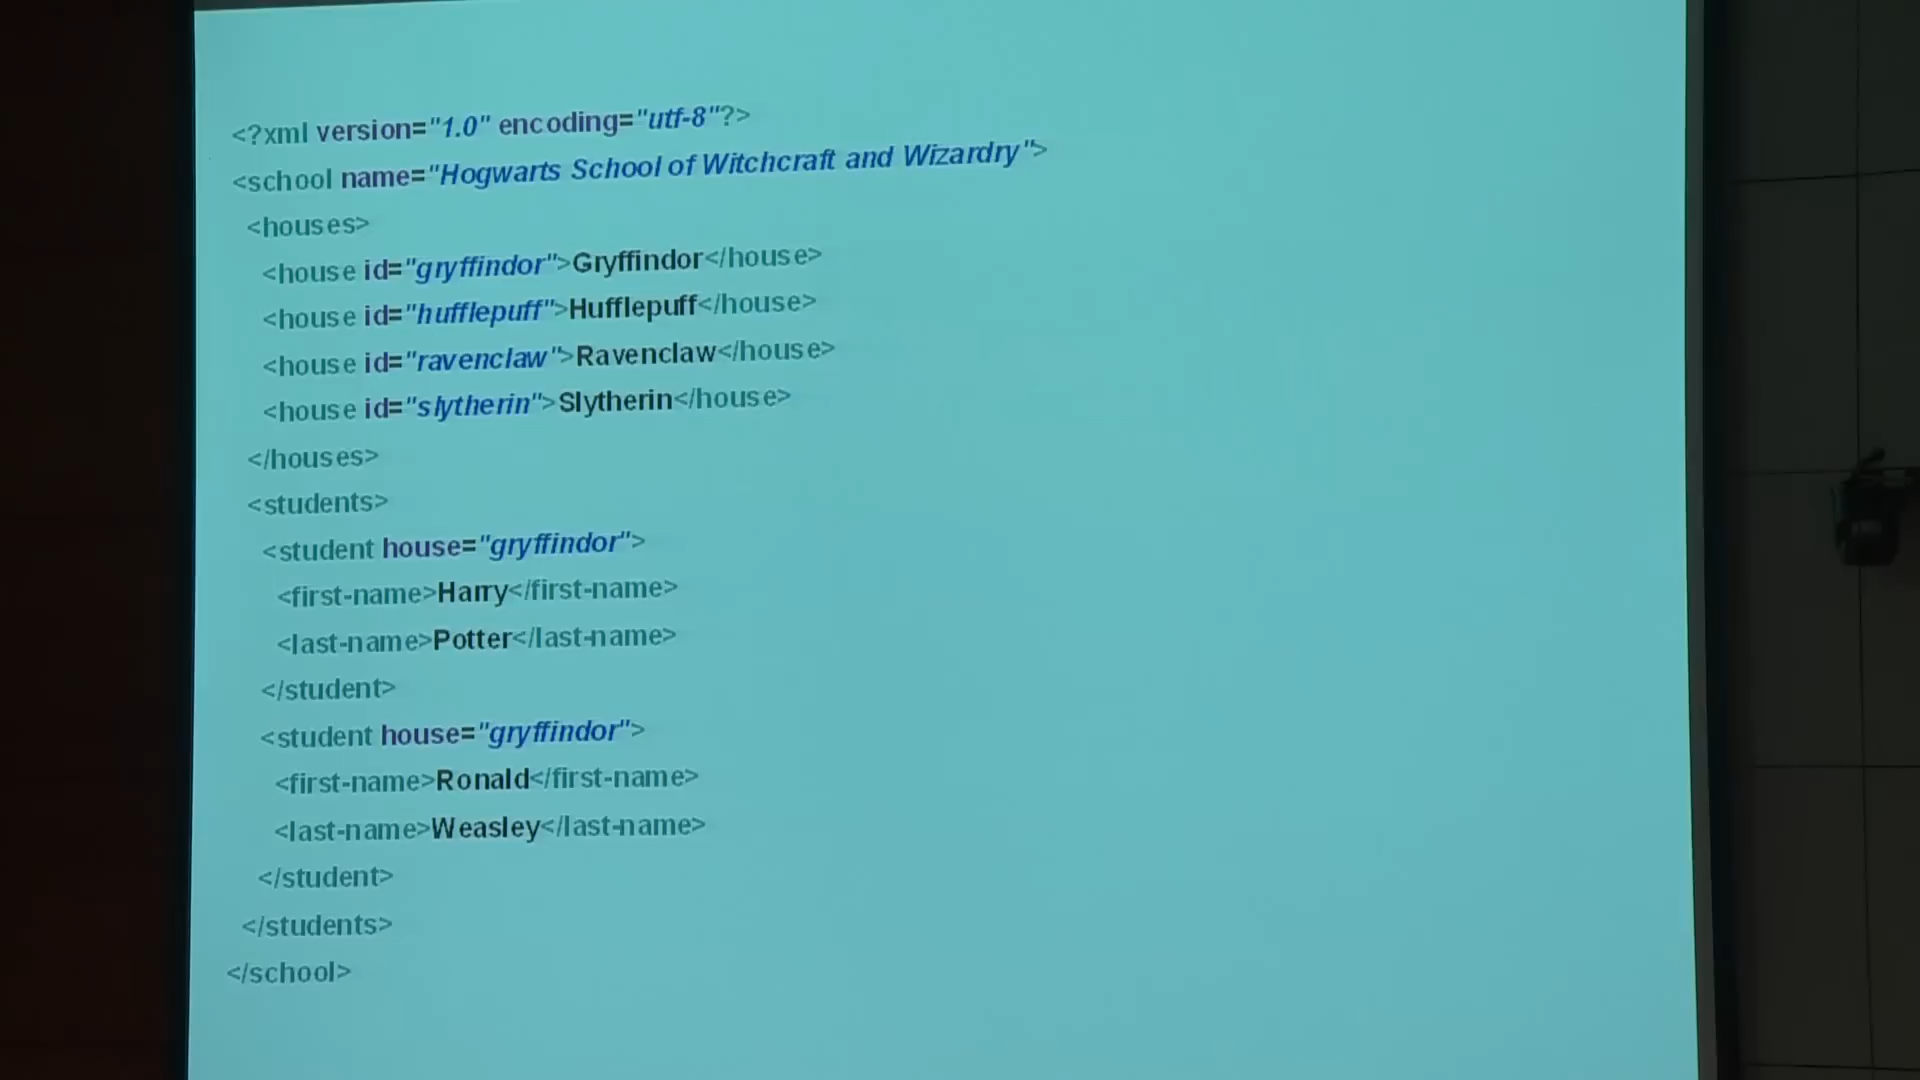 <?xml version="1.0" encoding="utf-8"?>
<school name="Hogwarts School of Witchcraft and Wizardry">
<houses>
<house id="gryffindor">Gryffindor</house>
<house id="hufflepuff">Hufflepuff</house>
<house id="ravenclaw">Ravenclaw</house>
<house id="slytherin">Slytherin</house>
</houses>
<students>
<student house="gryffindor">
<first-name>Harry</first-name>
<last-name>Potter</last-name>
</student>
<student house="gryffindor">
<first-name>Ronald</first-name>
<last-name>Weasley</last-name>
</student>
</students>
</school>